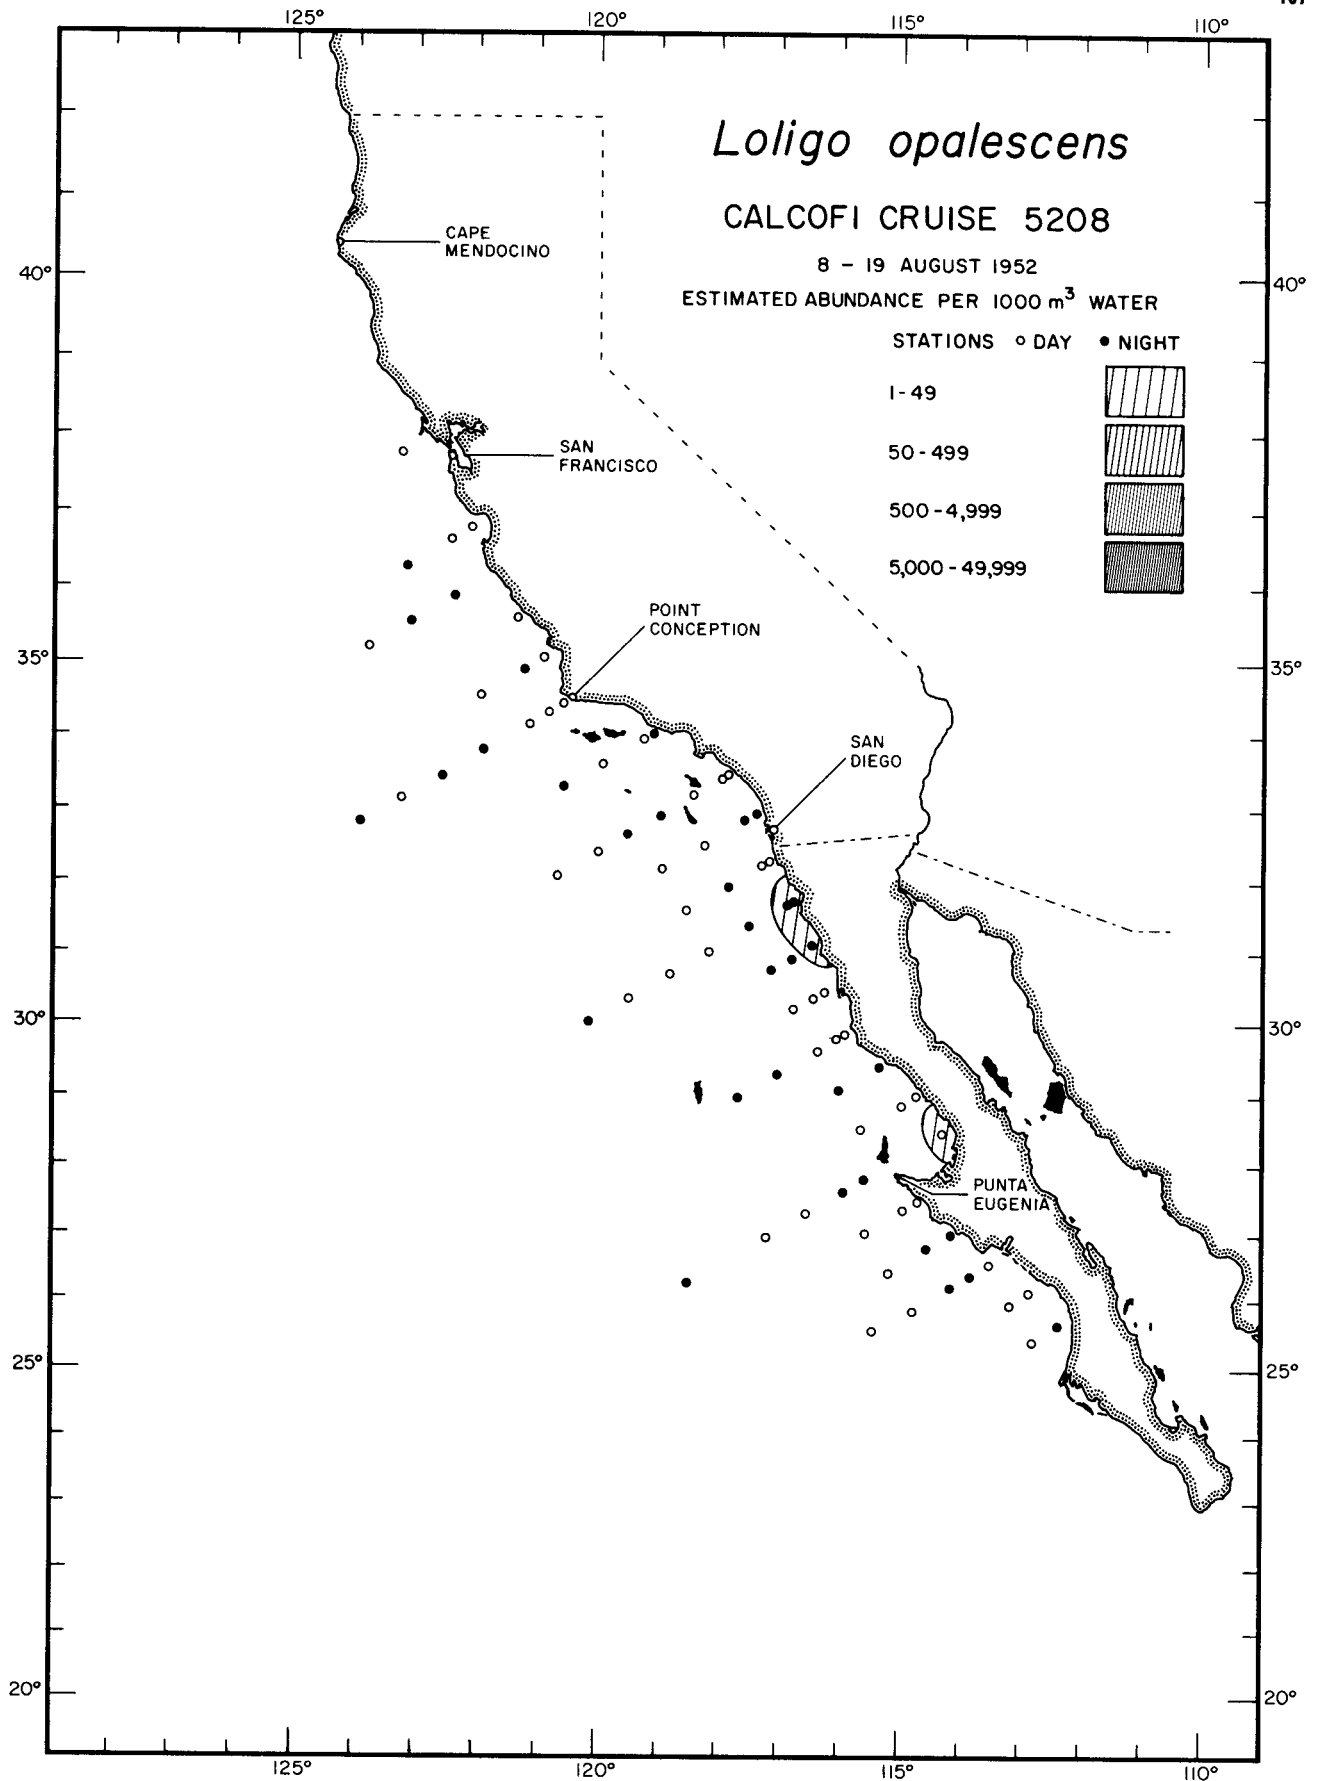 125° 120° 115° 110°
Loligo opalescens
CALCOFI CRUISE 5208
8 – 19 AUGUST 1952
ESTIMATED ABUNDANCE PER 1000 m³ WATER
STATIONS ○ DAY ● NIGHT
1-49
50-499
500-4,999
5,000-49,999
CAPE
MENDOCINO
40° 40°
SAN
FRANCISCO
POINT
CONCEPTION
35° 35°
SAN
DIEGO
30° 30°
PUNTA
EUGENIA
25° 25°
20° 20°
125° 120° 115° 110°